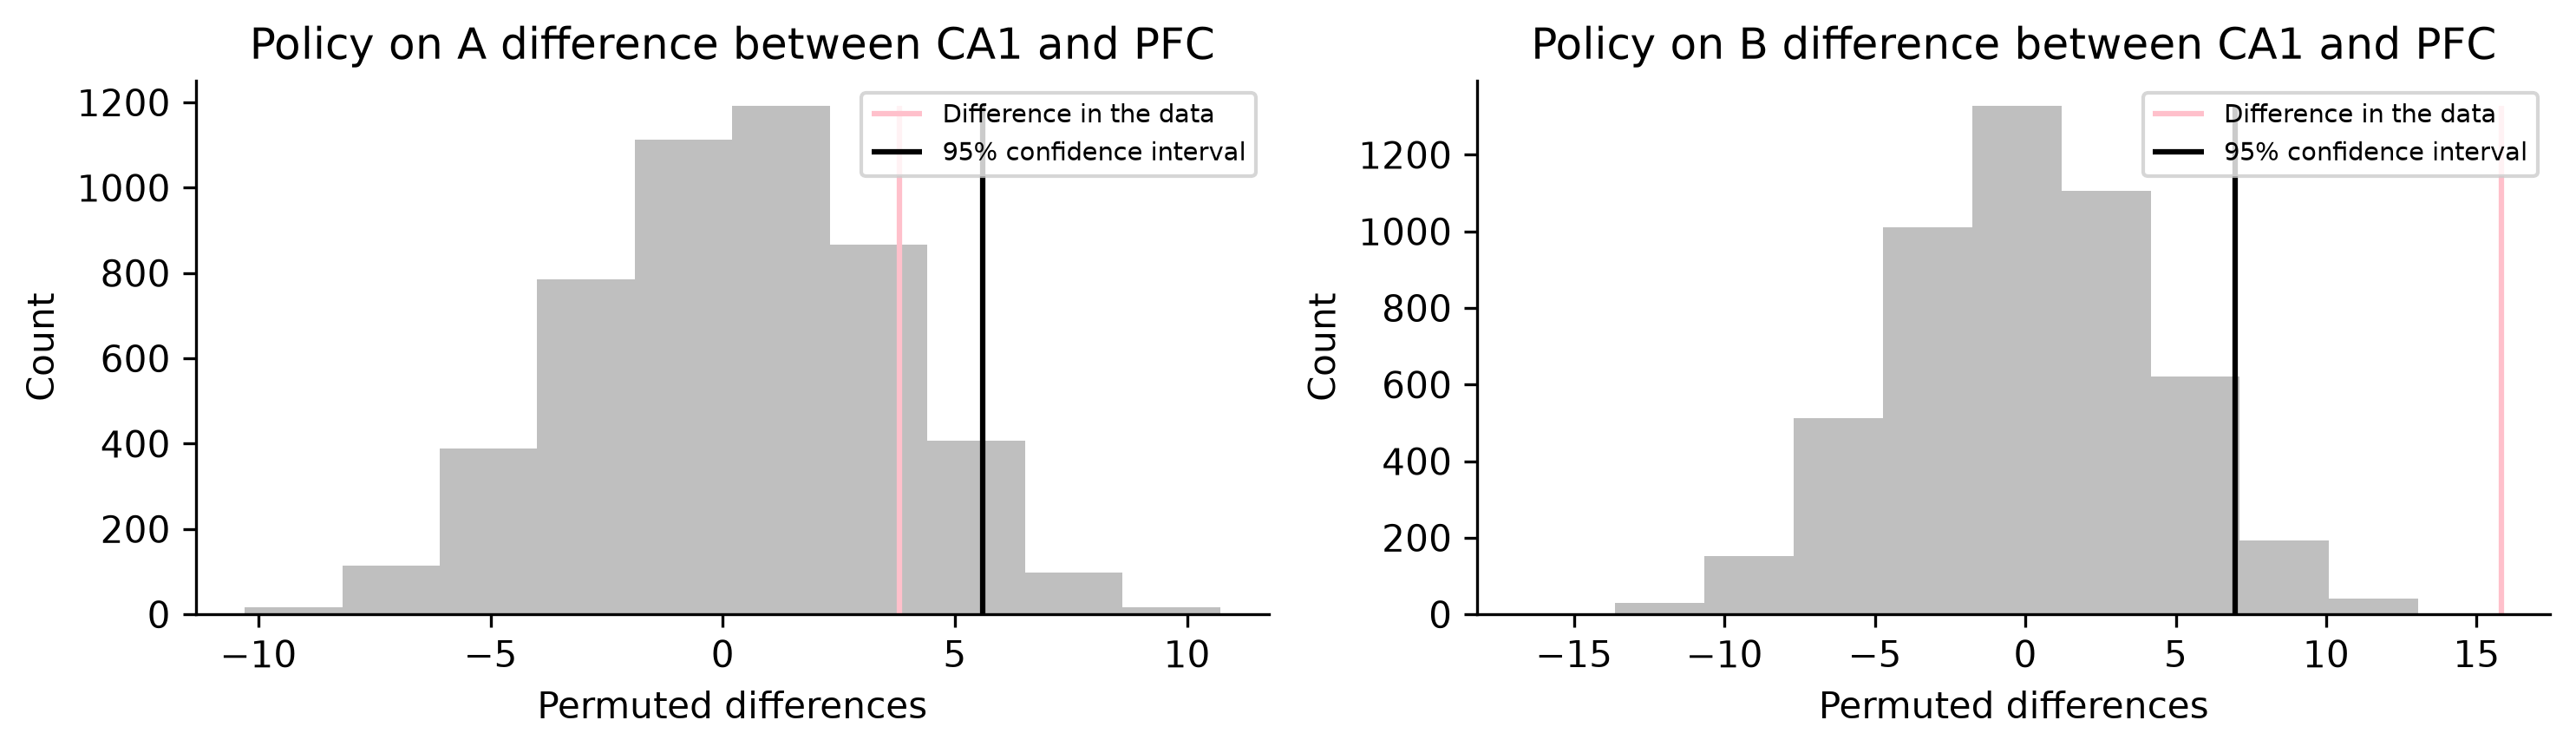 Policy on A difference between CA1 and PFC
Difference in the data
95% confidence interval
1200
1000
800
600
400
200
0
Count
−10
−5
0
5
10
Permuted differences
Policy on B difference between CA1 and PFC
Difference in the data
95% confidence interval
1200
1000
800
600
400
200
0
Count
−15
−10
−5
0
5
10
15
Permuted differences